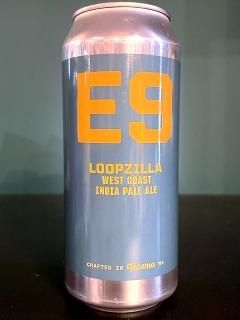 E9
LOOPZILLA
WEST COAST
INDIA PALE ALE
CRAFTED IN Tacoma WA